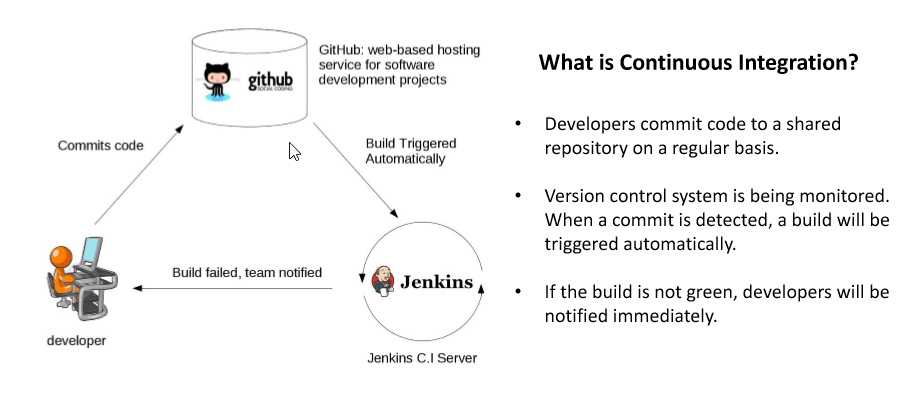 GitHub: web-based hosting
service for software
development projects
github
SOCIAL CODING
Commits code
Build Triggered
Automatically
Build failed, team notified
Jenkins
developer
Jenkins C.I Server
What is Continuous Integration?
• Developers commit code to a shared
repository on a regular basis.
• Version control system is being monitored.
When a commit is detected, a build will be
triggered automatically.
• If the build is not green, developers will be
notified immediately.